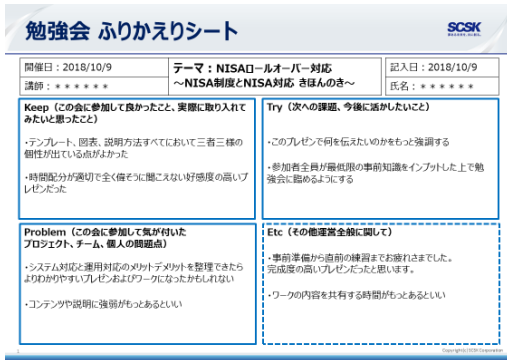 勉強会 ふりかえりシート
SCSK
開催日：2018/10/9
テーマ：NISAロールオーバー対応
～NISA制度とNISA対応 きほんのき～
記入日：2018/10/9
講師：＊＊＊＊＊＊
氏名：＊＊＊＊＊＊
Keep（この会に参加して良かったこと、実際に取り入れて
みたいと思ったこと）
・テンプレート、図表、説明方法すべてにおいて三者三様の
個性が出ている点がよかった
・時間配分が適切で全く偉そうに聞こえない好感度の高いプ
レゼンだった
Try（次への課題、今後に活かしたいこと）
・このプレゼンで何を伝えたいのかをもっと強調する
・参加者全員が最低限の事前知識をインプットした上で勉
強会に臨めるようにする
Problem（この会に参加して気が付いた
プロジェクト、チーム、個人の問題点）
・システム対応と運用対応のメリットデメリットを整理できたら
よりわかりやすいプレゼンおよびワークになったかもしれない
・コンテンツや説明に強弱がもっとあるといい
Etc（その他運営全般に関して）
・事前準備から直前の練習までお疲れさまでした。
完成度の高いプレゼンだったと思います。
・ワークの内容を共有する時間がもっとあるといい
1
Copyright(c) SCSK Corporation